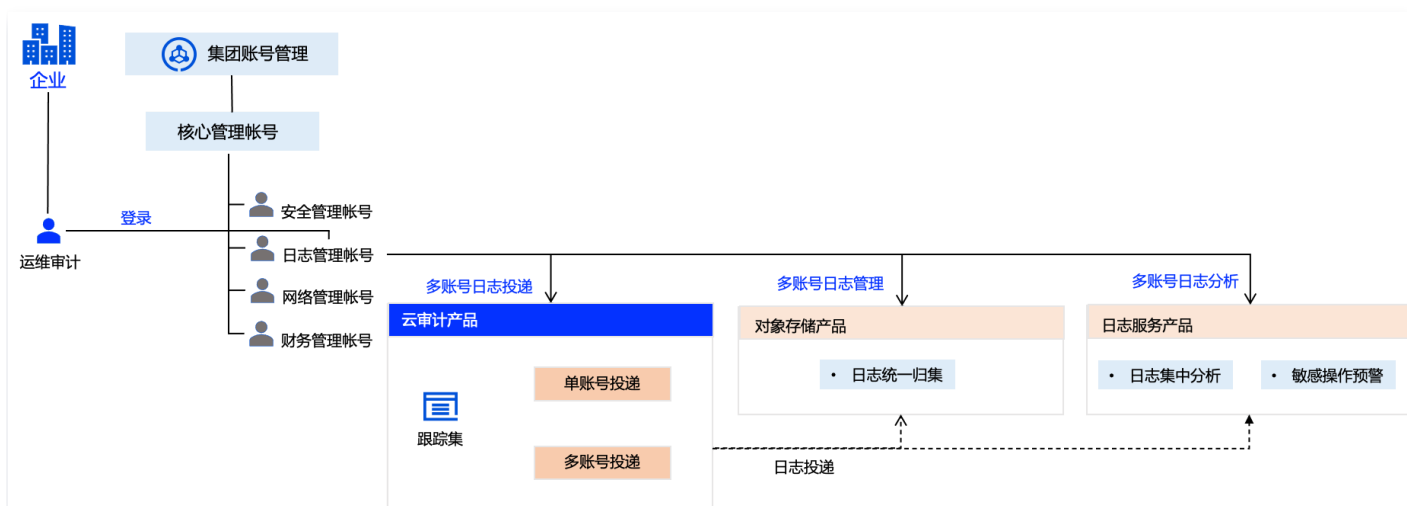 企业
集团账号管理
核心管理帐号
登录
运维审计
安全管理帐号
日志管理帐号
网络管理帐号
财务管理帐号
多账号日志投递
多账号日志管理
多账号日志分析
云审计产品
单账号投递
跟踪集
多账号投递
对象存储产品
• 日志统一归集
日志服务产品
• 日志集中分析
• 敏感操作预警
日志投递